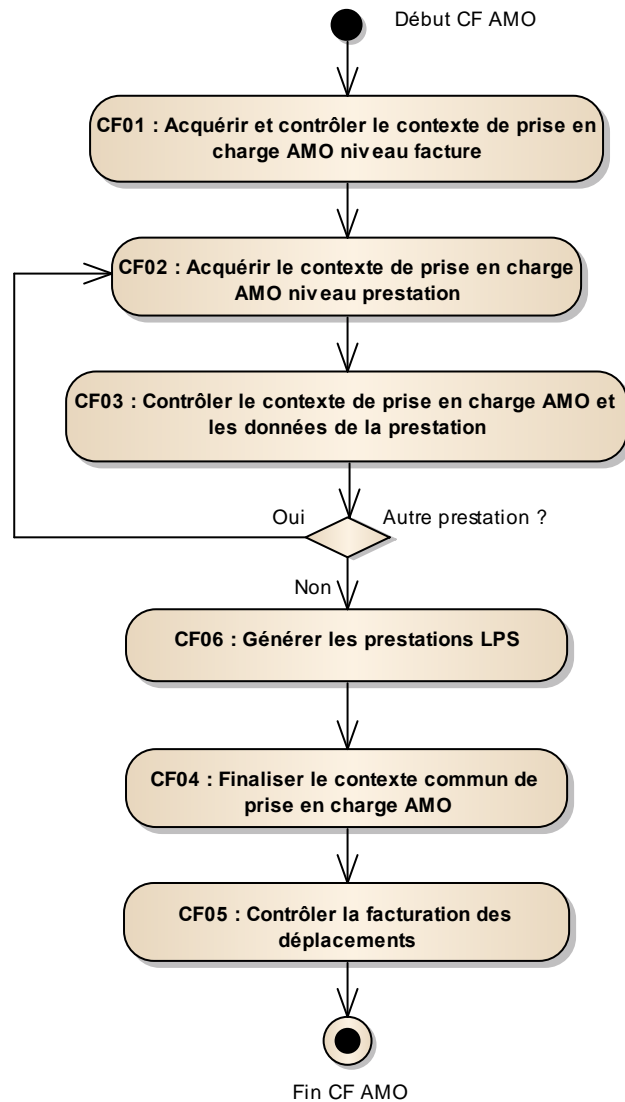 Début CF AMO
CF01 : Acquérir et contrôler le contexte de prise en
charge AMO niveau facture
CF02 : Acquérir le contexte de prise en charge
AMO niveau prestation
CF03 : Contrôler le contexte de prise en charge AMO et
les données de la prestation
Oui
Autre prestation ?
Non
CF06 : Générer les prestations LPS
CF04 : Finaliser le contexte commun de
prise en charge AMO
CF05 : Contrôler la facturation des
déplacements
Fin CF AMO